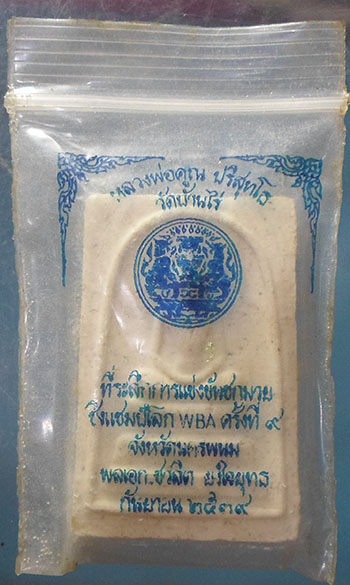 หลวงพ่อคูณ ปริสุทโธ
วัดบ้านไร่
ที่ระลึกการแข่งขันชกมวย
ชิงแชมป์โลก WBA ครั้งที่ ๙
จังหวัดนครพนม
พลเอก ชวลิต ยงใจยุทธ
กันยายน ๒๕๓๙